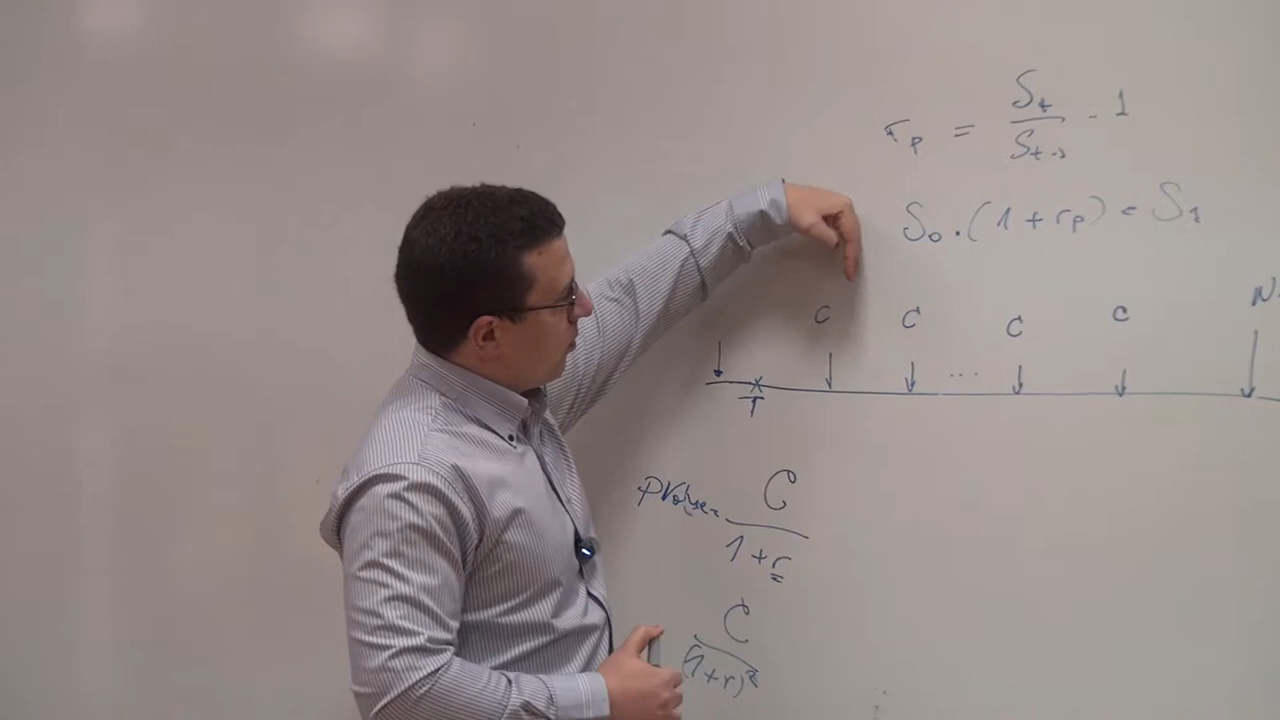 r_p = S_t / S_{t-1} - 1
S_0 · (1 + r_p) = S_1
C C C C N
...
T
PValue = C / 1 + r
C / (1 + r)^2